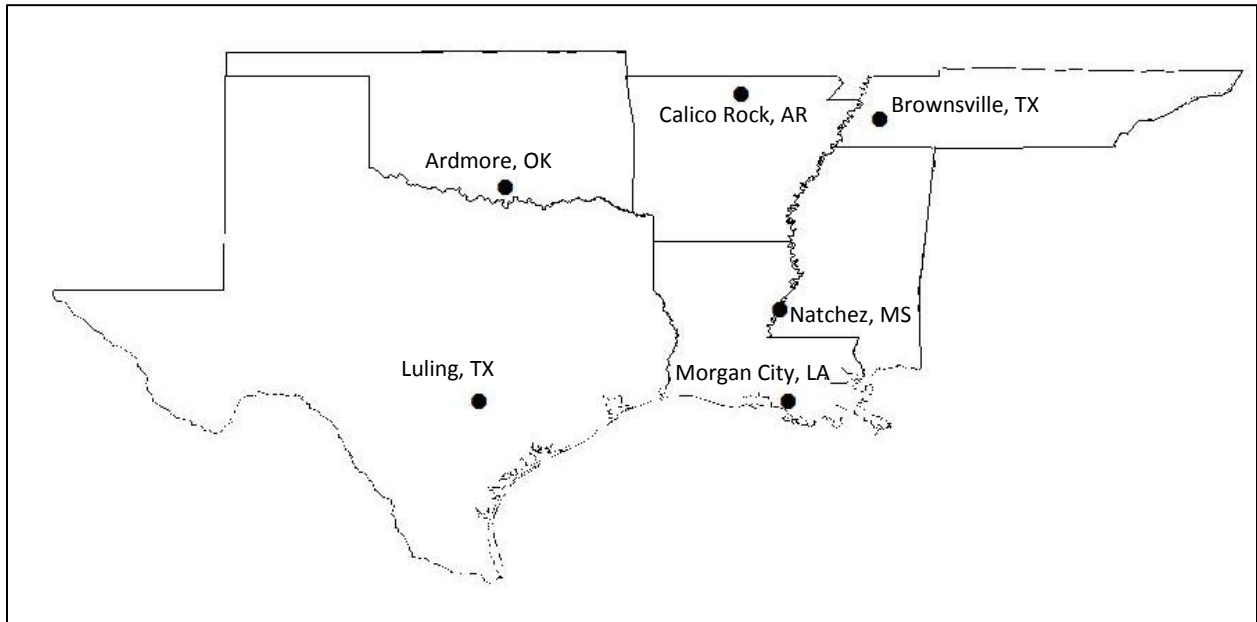 Calico Rock, AR
Brownsville, TX
Ardmore, OK
Natchez, MS
Luling, TX
Morgan City, LA